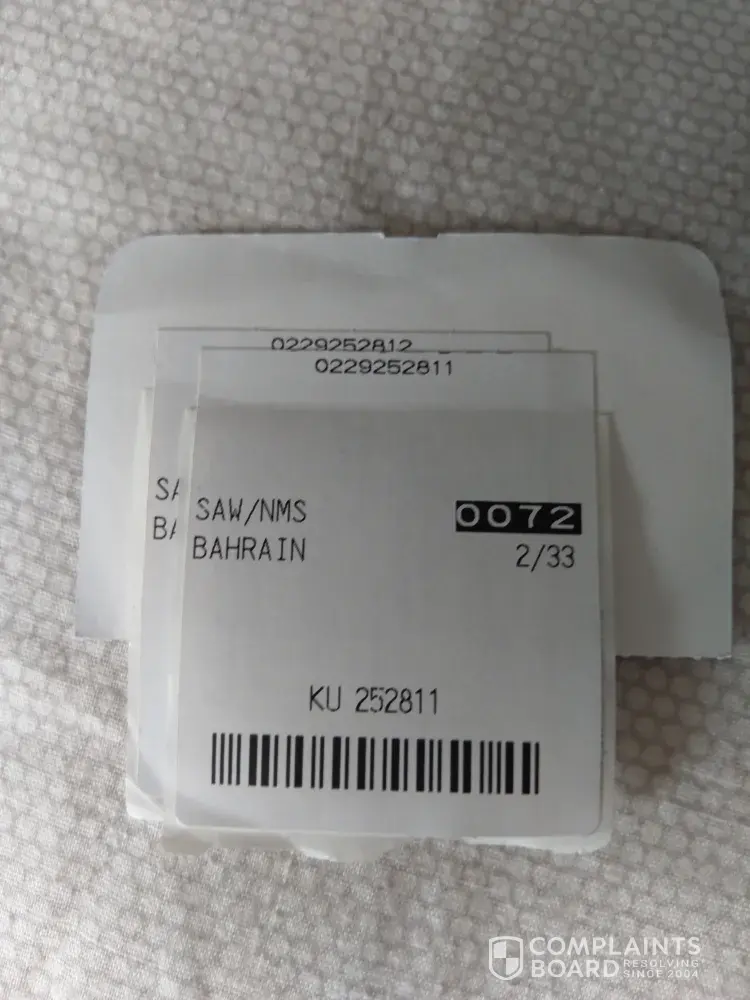 0229252812
0229252811
SA
SAW/NMS 0072
BA
BAHRAIN 2/33
KU 252811
COMPLAINTS
BOARD RESOLVING
SINCE 2004